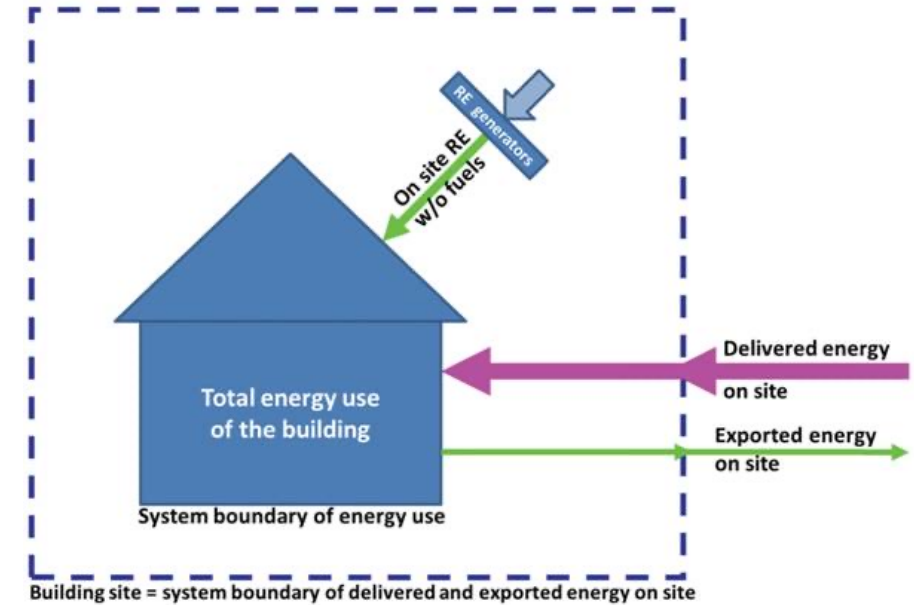 RE generators
On site RE
w/o fuels
Delivered energy
on site
Total energy use
of the building
Exported energy
on site
System boundary of energy use
Building site = system boundary of delivered and exported energy on site